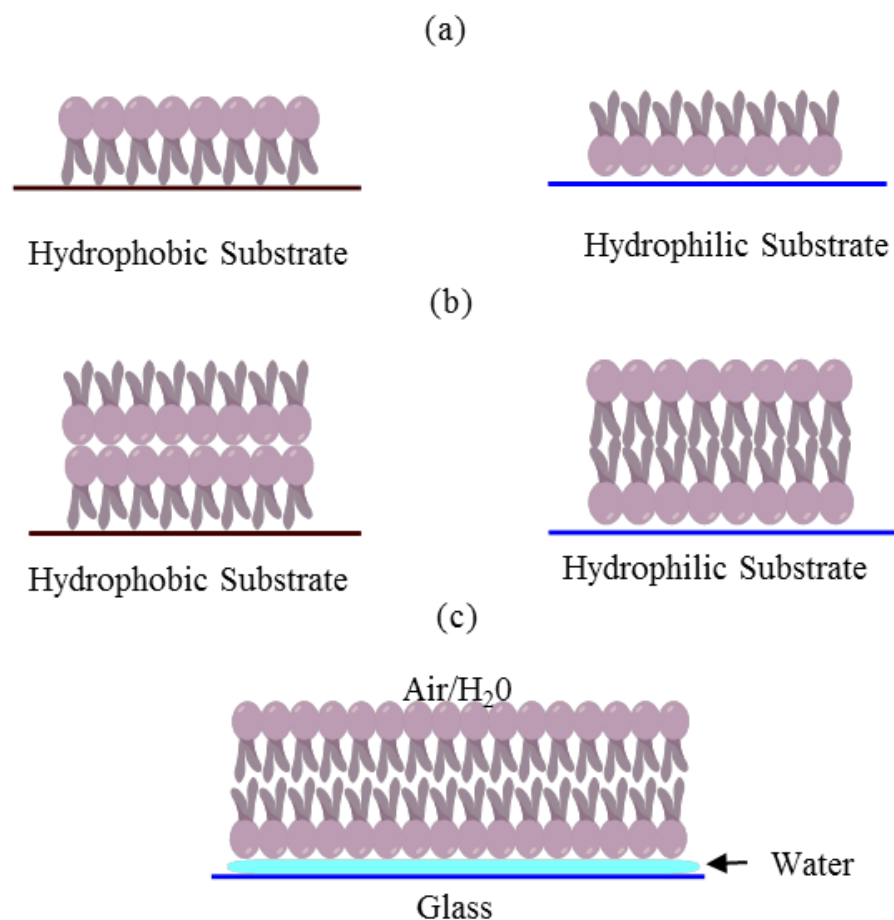 (a)
Hydrophobic Substrate
Hydrophilic Substrate
(b)
Hydrophobic Substrate
Hydrophilic Substrate
(c)
Air/H₂0
Water
Glass